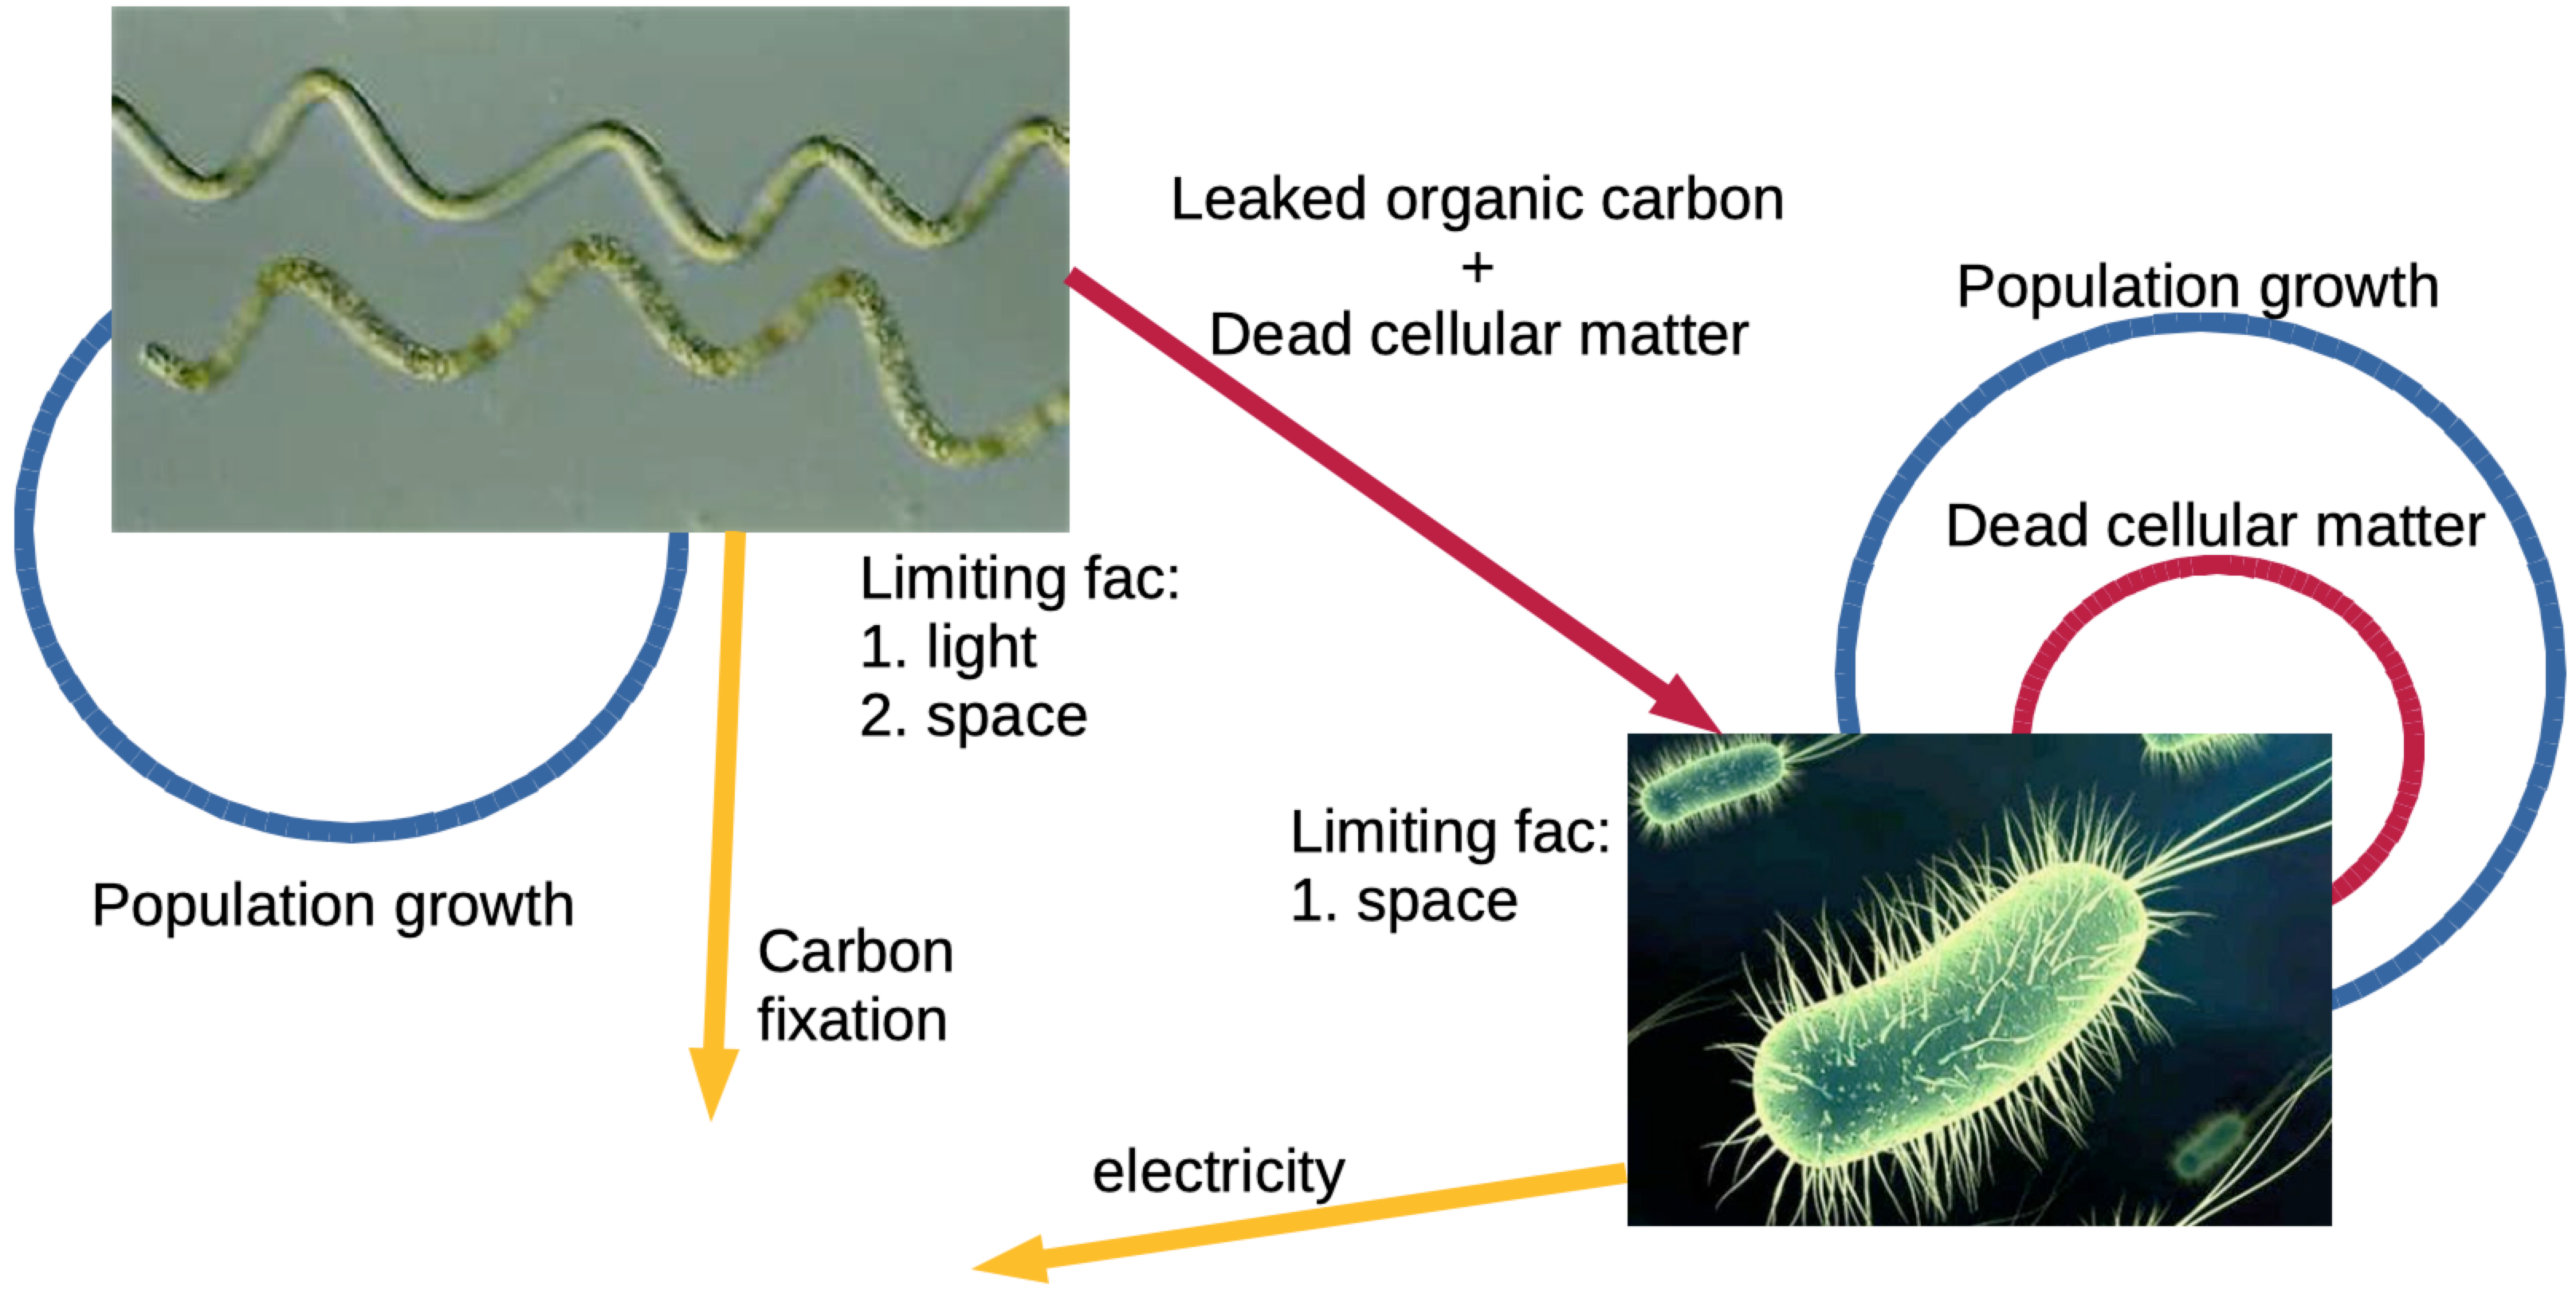 Leaked organic carbon
+
Dead cellular matter
Population growth
Dead cellular matter
Limiting fac:
1. light
2. space
Limiting fac:
1. space
Population growth
Carbon
fixation
electricity